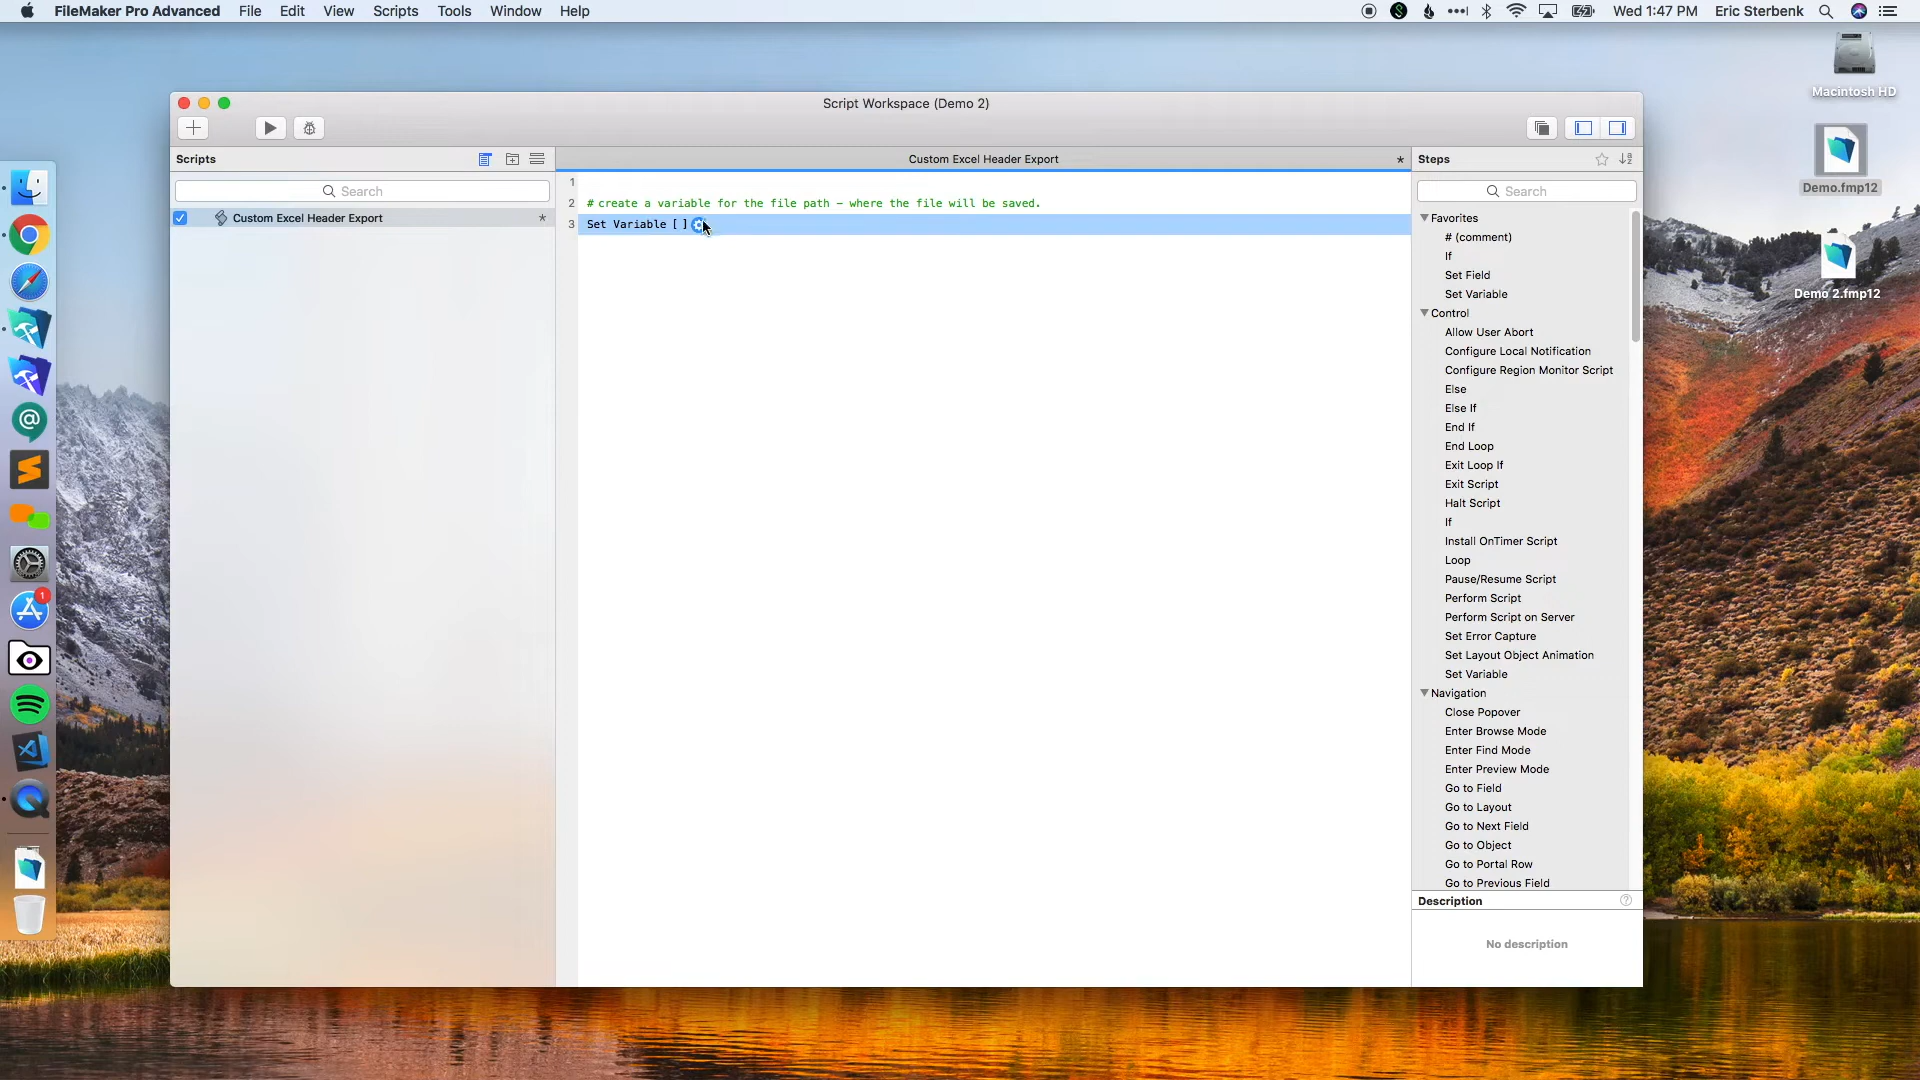 FileMaker Pro Advanced File Edit View Scripts Tools Window Help
Wed 1:47 PM Eric Sterbenk
Macintosh HD
Demo.fmp12
Demo 2.fmp12
Script Workspace (Demo 2)
Scripts
Search
Custom Excel Header Export *
Custom Excel Header Export *
1
2 # create a variable for the file path – where the file will be saved.
3 Set Variable [ ]
Steps
Search
Favorites
# (comment)
If
Set Field
Set Variable
Control
Allow User Abort
Configure Local Notification
Configure Region Monitor Script
Else
Else If
End If
End Loop
Exit Loop If
Exit Script
Halt Script
If
Install OnTimer Script
Loop
Pause/Resume Script
Perform Script
Perform Script on Server
Set Error Capture
Set Layout Object Animation
Set Variable
Navigation
Close Popover
Enter Browse Mode
Enter Find Mode
Enter Preview Mode
Go to Field
Go to Layout
Go to Next Field
Go to Object
Go to Portal Row
Go to Previous Field
Description
No description
1